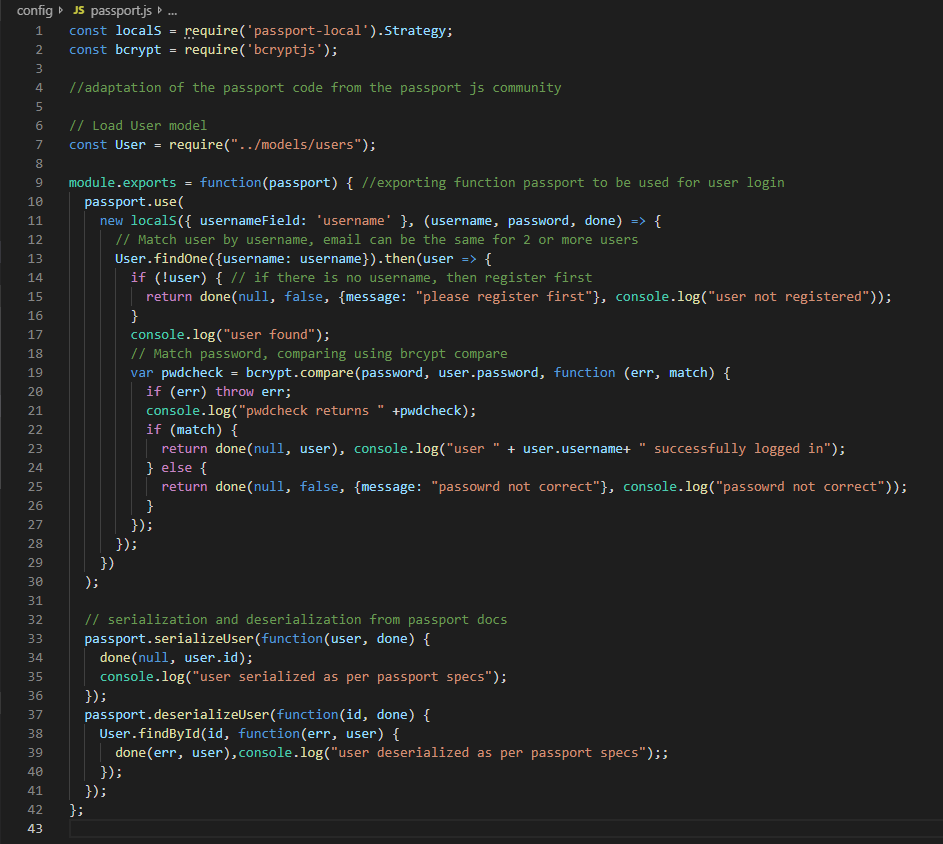 config › JS passport.js › ...
1 const localS = require('passport-local').Strategy;
2 const bcrypt = require('bcryptjs');
3
4 //adaptation of the passport code from the passport js community
5
6 // Load User model
7 const User = require("../models/users");
8
9 module.exports = function(passport) { //exporting function passport to be used for user login
10   passport.use(
11     new localS({ usernameField: 'username' }, (username, password, done) => {
12       // Match user by username, email can be the same for 2 or more users
13       User.findOne({username: username}).then(user => {
14         if (!user) { // if there is no username, then register first
15           return done(null, false, {message: "please register first"}, console.log("user not registered"));
16         }
17         console.log("user found");
18         // Match password, comparing using brcypt compare
19         var pwdcheck = bcrypt.compare(password, user.password, function (err, match) {
20           if (err) throw err;
21           console.log("pwdcheck returns " +pwdcheck);
22           if (match) {
23             return done(null, user), console.log("user " + user.username+ " successfully logged in");
24           } else {
25             return done(null, false, {message: "passowrd not correct"}, console.log("passowrd not correct"));
26           }
27         });
28       });
29     })
30   );
31
32   // serialization and deserialization from passport docs
33   passport.serializeUser(function(user, done) {
34     done(null, user.id);
35     console.log("user serialized as per passport specs");
36   });
37   passport.deserializeUser(function(id, done) {
38     User.findById(id, function(err, user) {
39       done(err, user),console.log("user deserialized as per passport specs");;
40     });
41   });
42 };
43